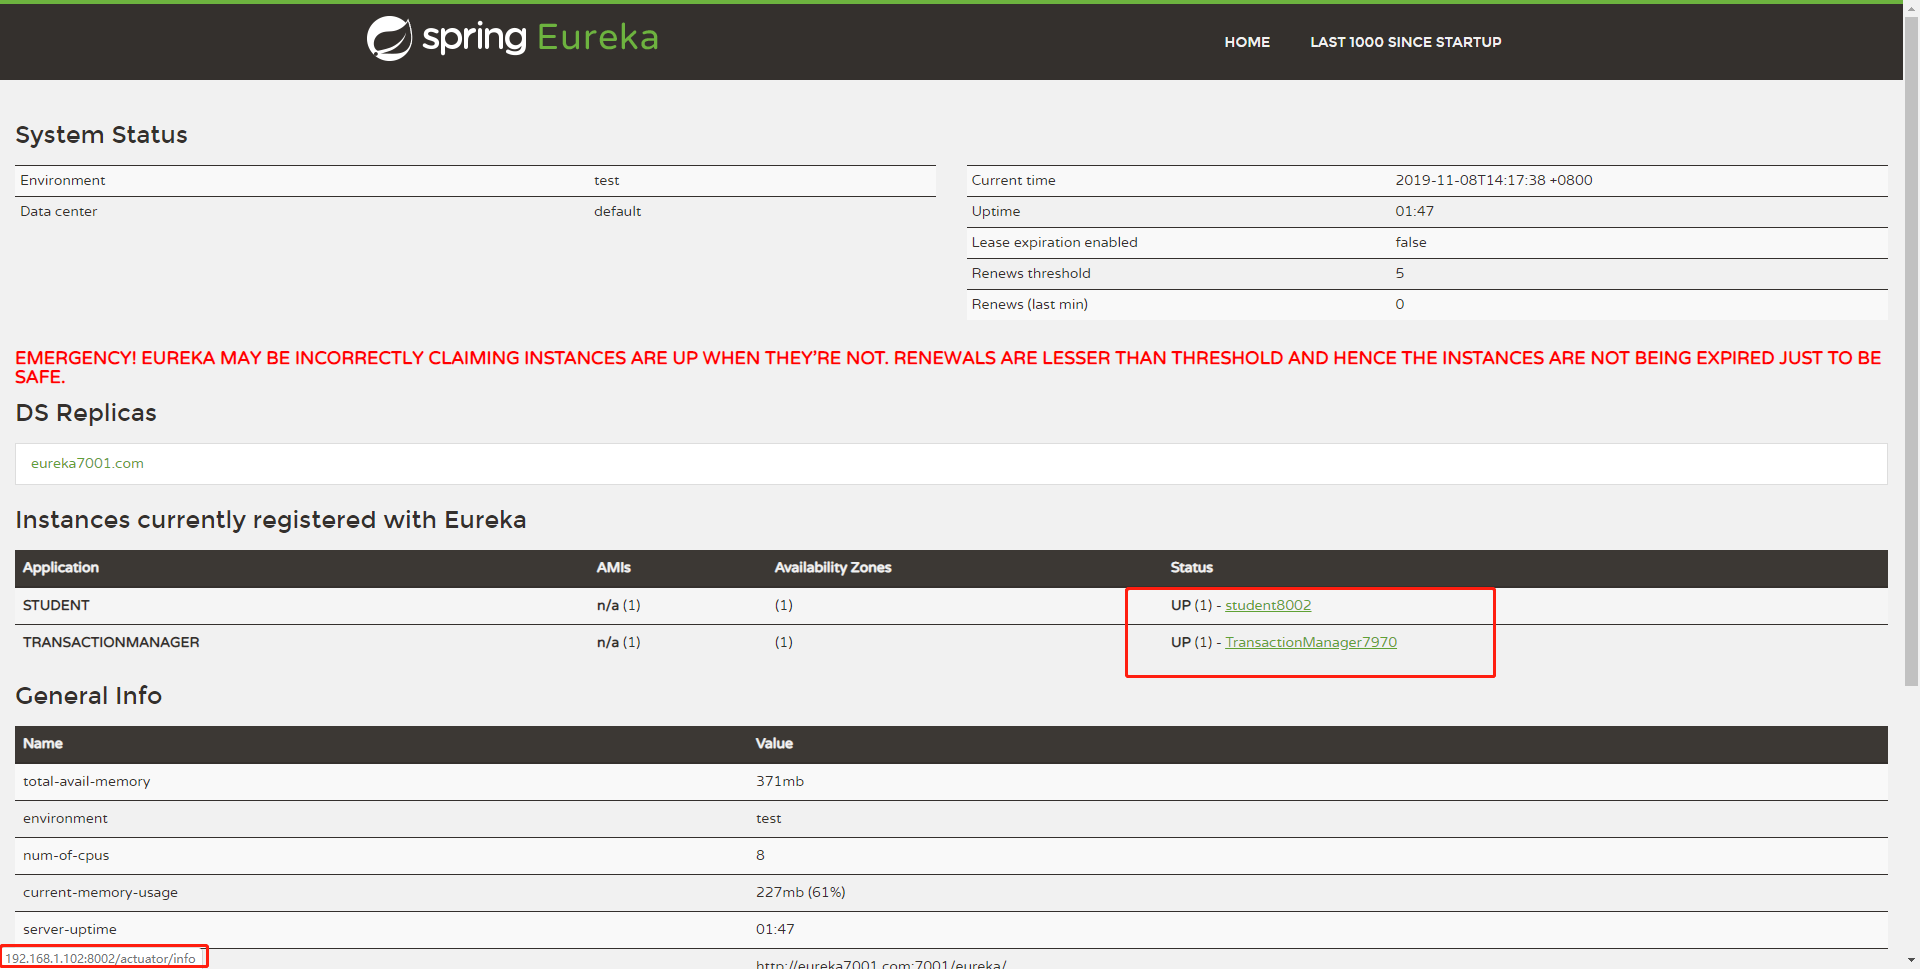 spring Eureka
HOME LAST 1000 SINCE STARTUP
System Status
Environment test
Data center default
Current time 2019-11-08T14:17:38 +0800
Uptime 01:47
Lease expiration enabled false
Renews threshold 5
Renews (last min) 0
EMERGENCY! EUREKA MAY BE INCORRECTLY CLAIMING INSTANCES ARE UP WHEN THEY'RE NOT. RENEWALS ARE LESSER THAN THRESHOLD AND HENCE THE INSTANCES ARE NOT BEING EXPIRED JUST TO BE
SAFE.
DS Replicas
eureka7001.com
Instances currently registered with Eureka
Application AMIs Availability Zones Status
STUDENT n/a (1) (1) UP (1) - student8002
TRANSACTIONMANAGER n/a (1) (1) UP (1) - TransactionManager7970
General Info
Name Value
total-avail-memory 371mb
environment test
num-of-cpus 8
current-memory-usage 227mb (61%)
server-uptime 01:47
192.168.1.102:8002/actuator/info
http://eureka7001.com:7001/eureka/